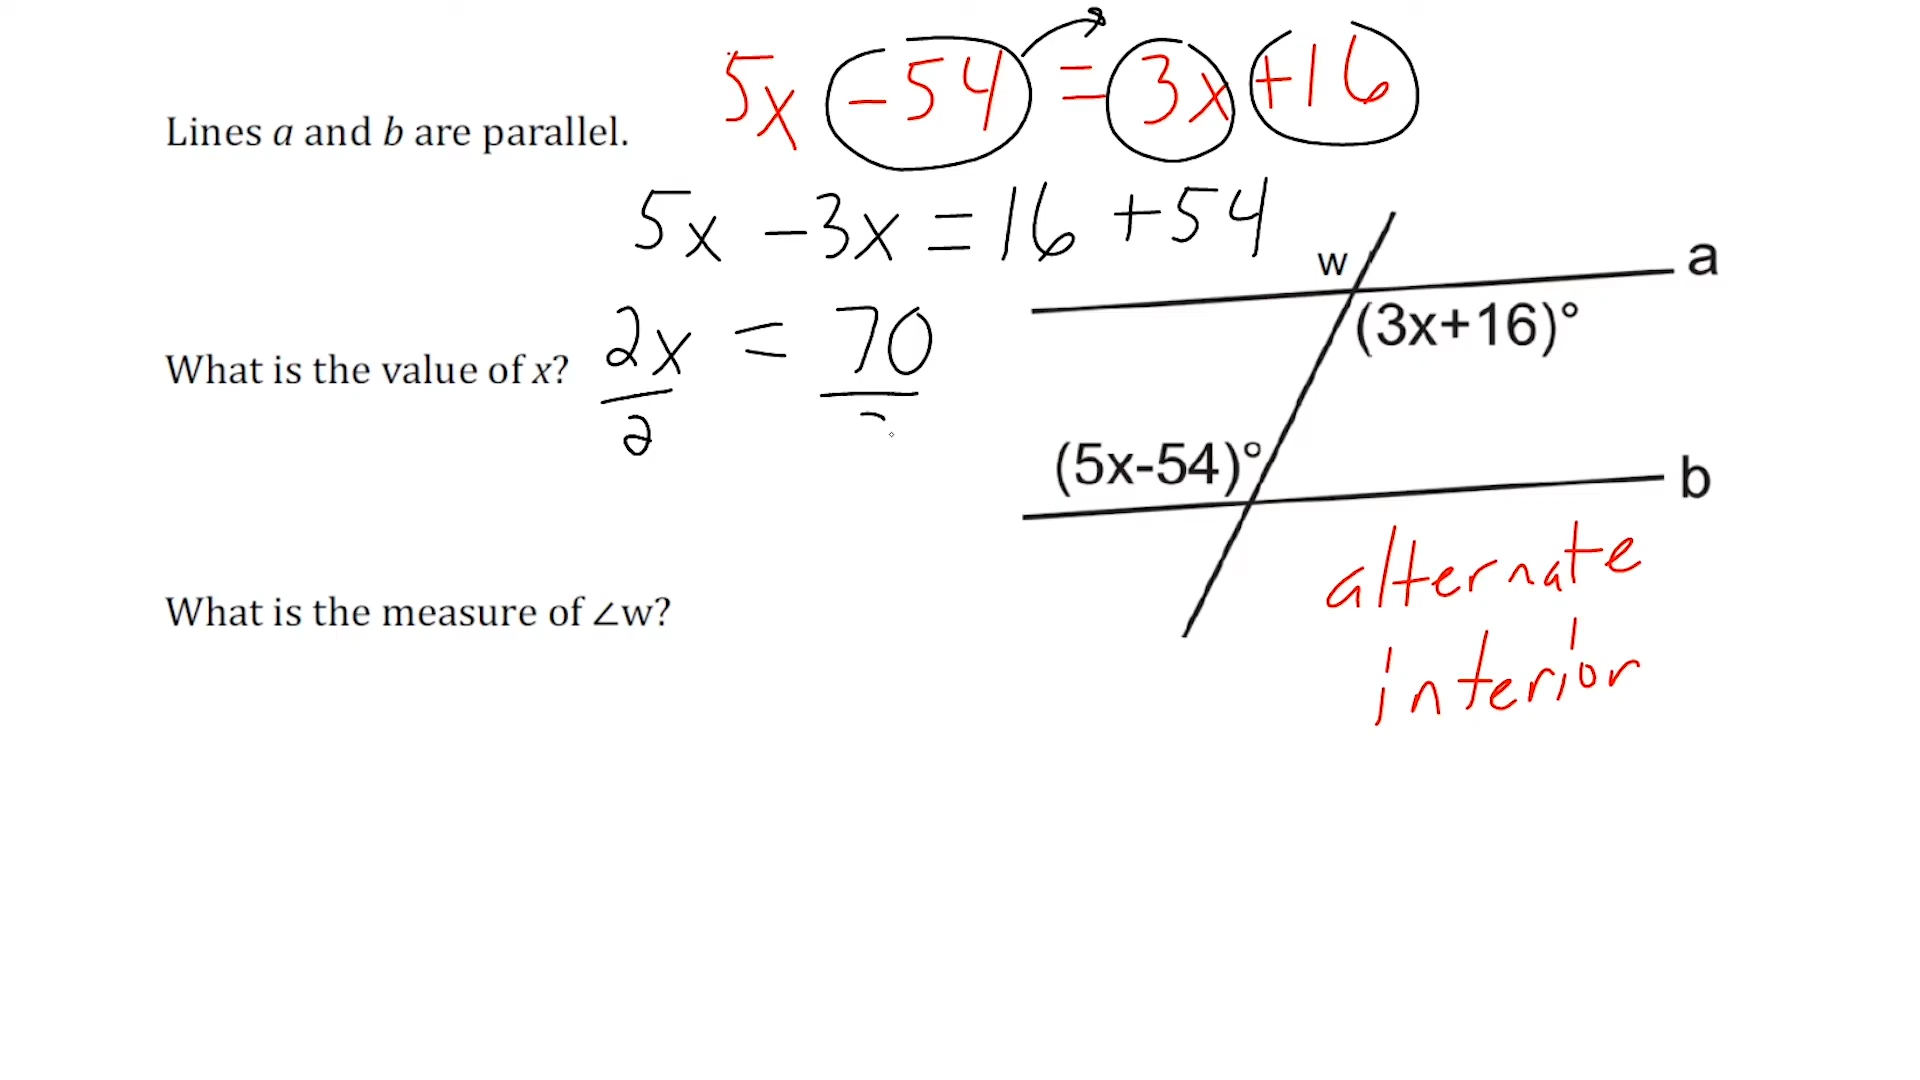 5x -54 = 3x +16
Lines a and b are parallel.
5x -3x = 16 +54
w
a
(3x+16)°
2x = 70
What is the value of x?
2
(5x-54)°
b
alternate
interior
What is the measure of ∠w?